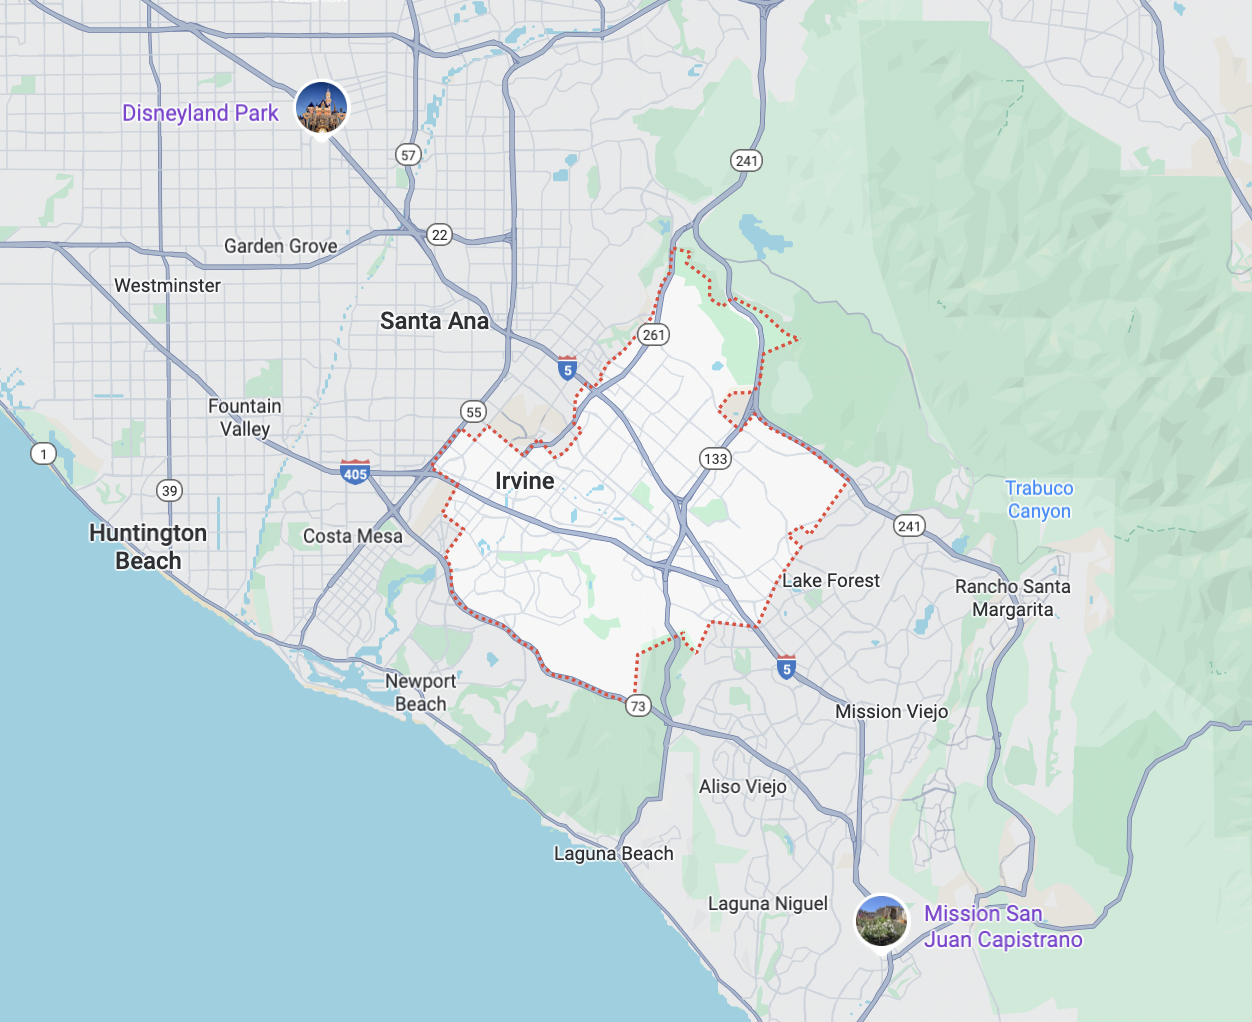 Disneyland Park
57
241
22
Garden Grove
Westminster
Santa Ana
261
5
55
Fountain
Valley
1
405
133
39
Irvine
Trabuco
Canyon
241
Huntington
Beach
Costa Mesa
Lake Forest
Rancho Santa
Margarita
5
Newport
Beach
73
Mission Viejo
Aliso Viejo
Laguna Beach
Laguna Niguel
Mission San
Juan Capistrano